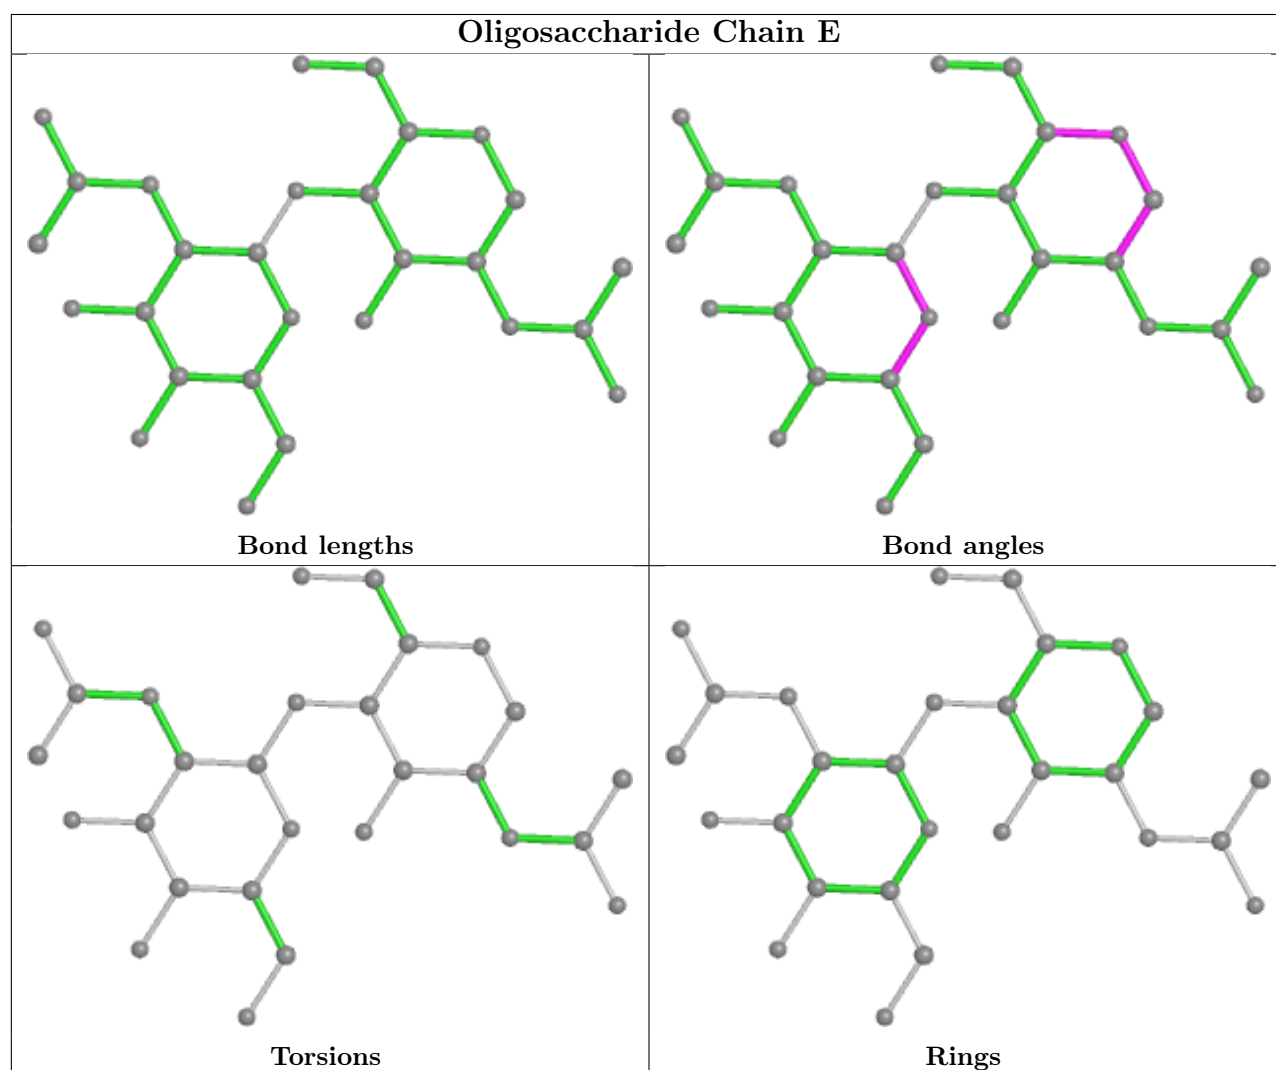 Oligosaccharide Chain E
Bond lengths
Bond angles
Torsions
Rings